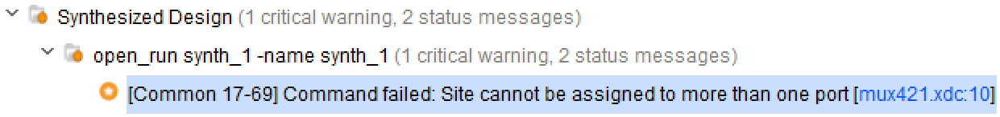 Synthesized Design (1 critical warning, 2 status messages)
open_run synth_1 -name synth_1 (1 critical warning, 2 status messages)
[Common 17-69] Command failed: Site cannot be assigned to more than one port [mux421.xdc:10]